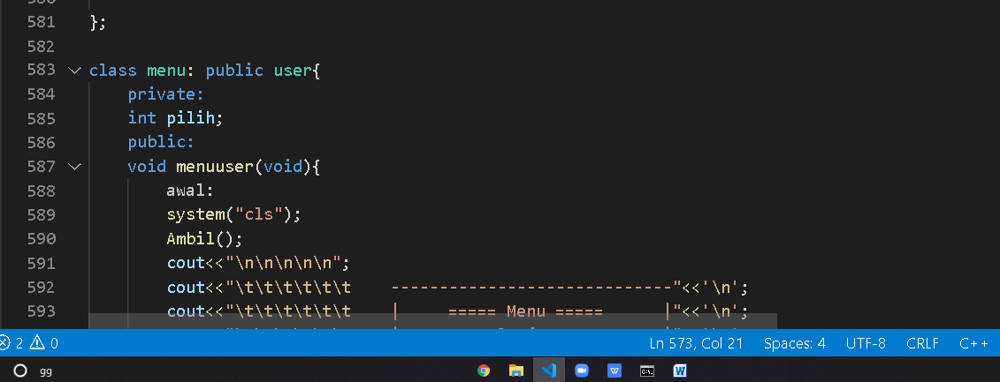 581 };
582
583 class menu: public user{
584 private:
585 int pilih;
586 public:
587 void menuuser(void){
588 awal:
589 system("cls");
590 Ambil();
591 cout<<"\n\n\n\n\n";
592 cout<<"\t\t\t\t\t\t -----------------------------"<<'\n';
593 cout<<"\t\t\t\t\t\t | ===== Menu ===== |"<<'\n';
2 0 Ln 573, Col 21 Spaces: 4 UTF-8 CRLF C++
gg